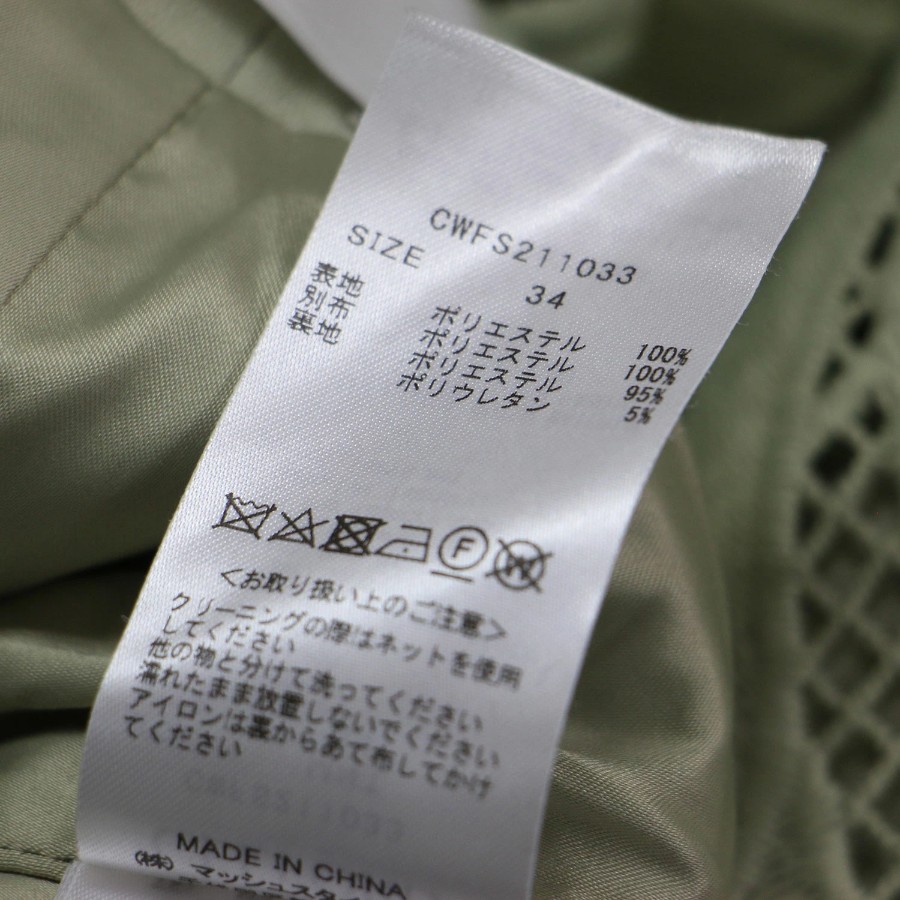 CWFS211033
SIZE 34
表地 ポリエステル 100%
別布 ポリエステル 100%
裏地 ポリエステル 95%
ポリウレタン 5%
F
W
<お取り扱い上のご注意>
クリーニングの際はネットを使用
してください
他の物と分けて洗ってください
濡れたまま放置しないでください
アイロンは裏からあて布してかけ
てください
MADE IN CHINA
(株)マッシュスタイ